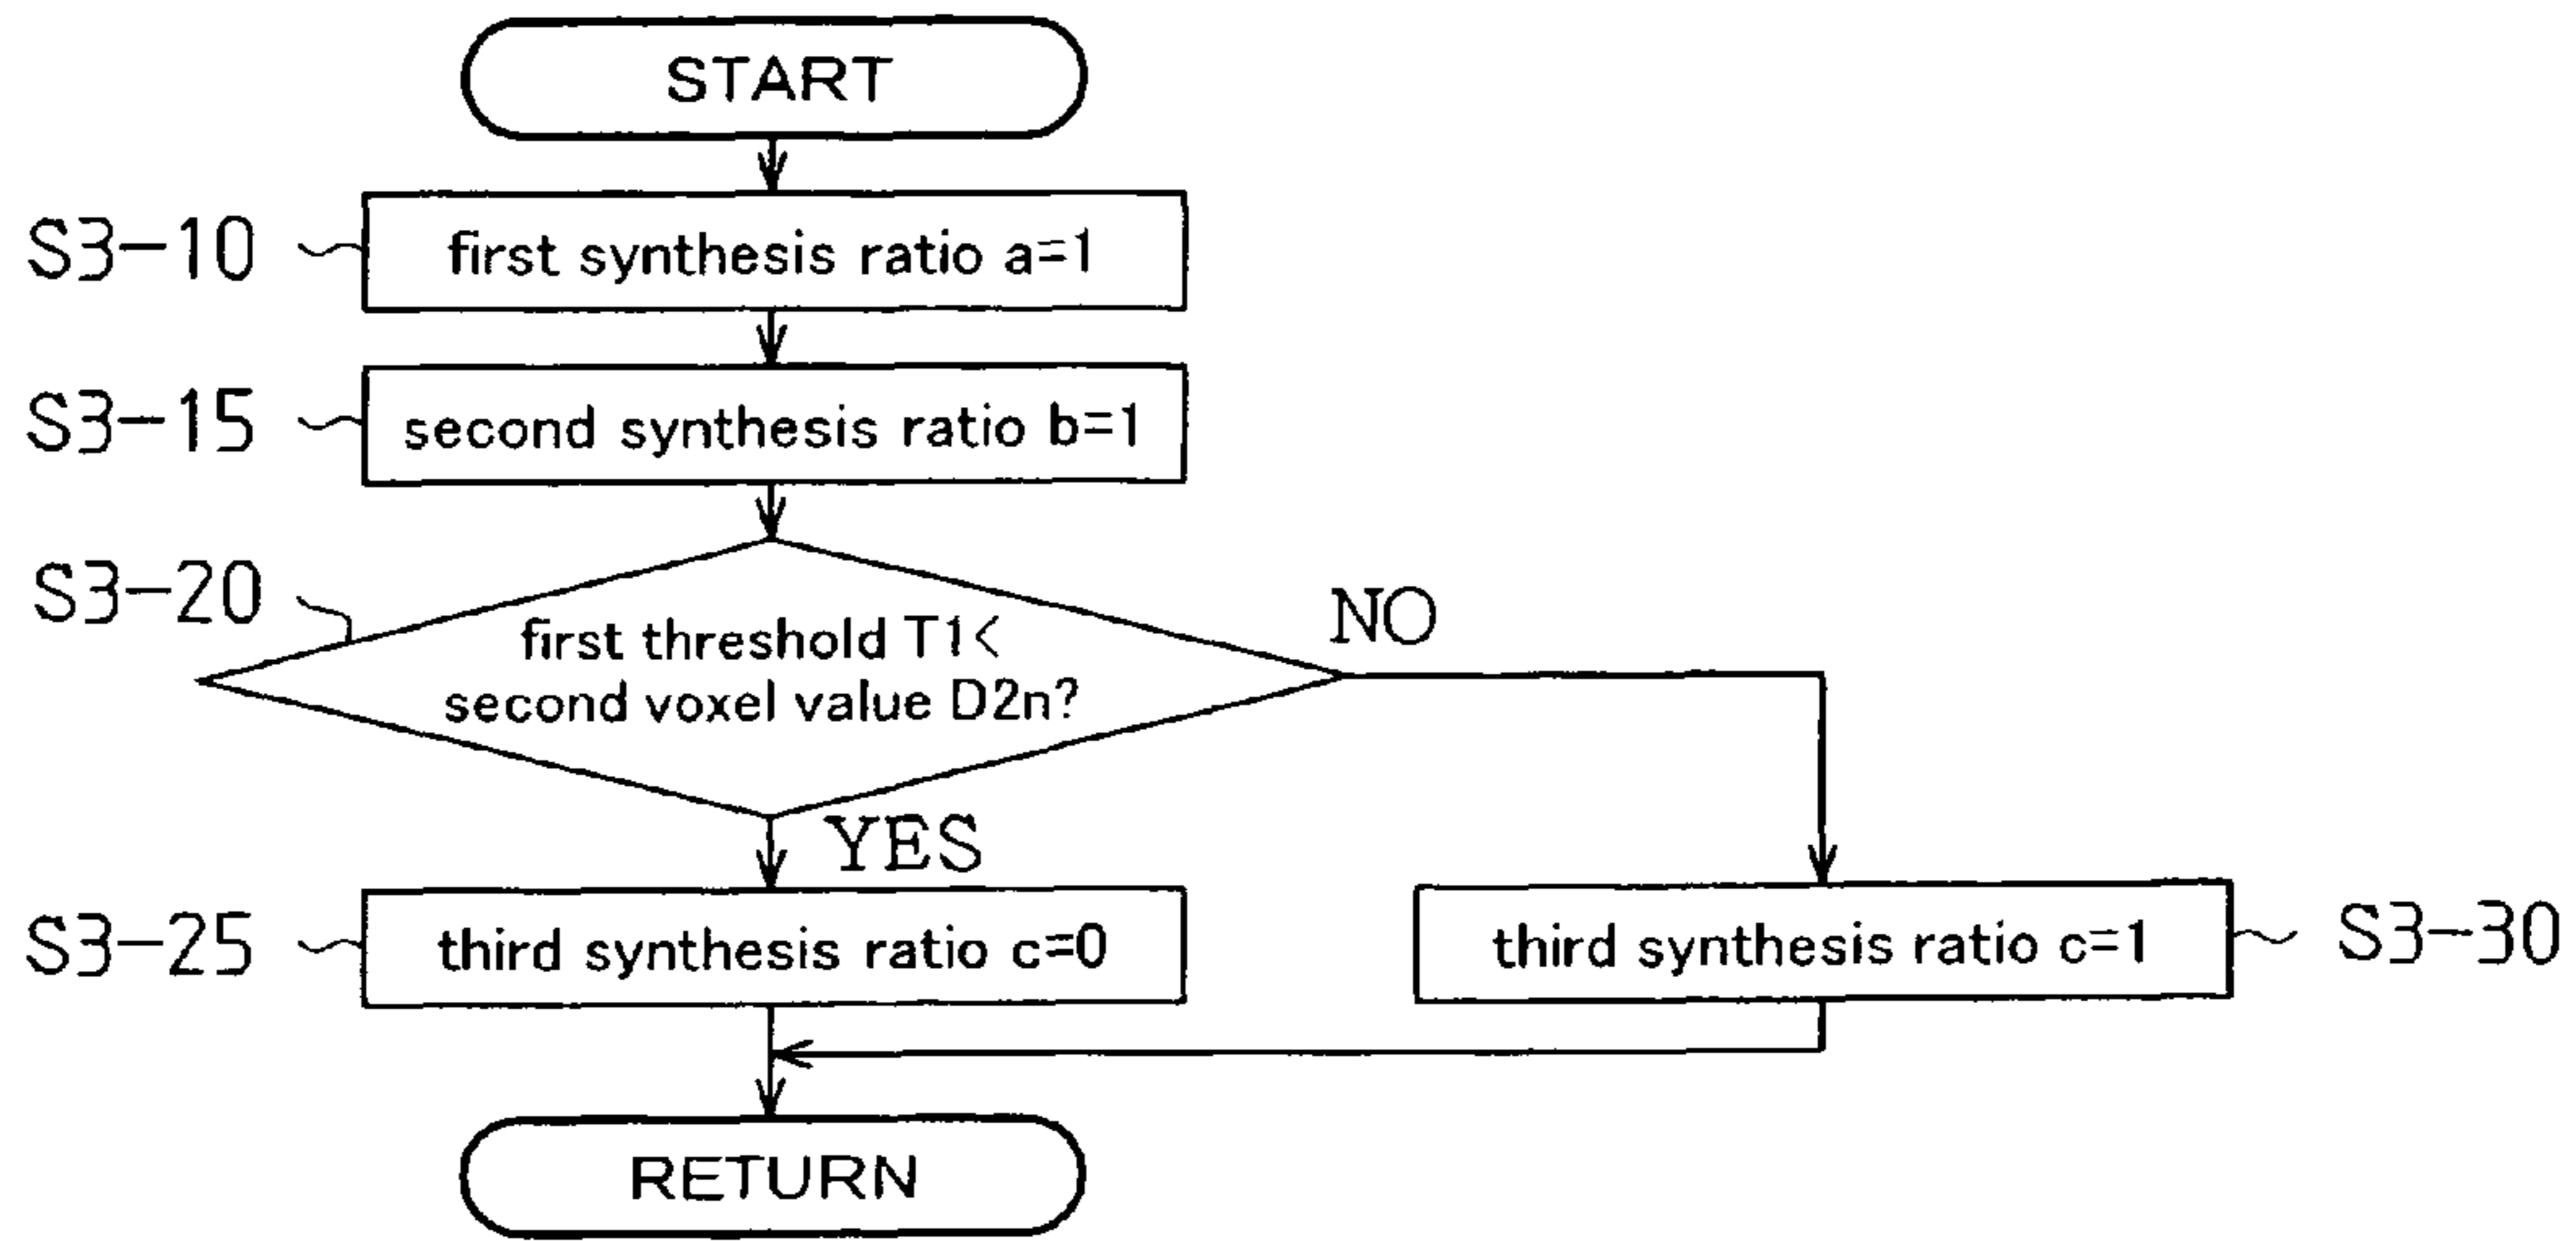 START
S3-10
first synthesis ratio a=1
S3-15
second synthesis ratio b=1
S3-20
first threshold T1<
second voxel value D2n?
NO
YES
S3-25
third synthesis ratio c=0
third synthesis ratio c=1
S3-30
RETURN